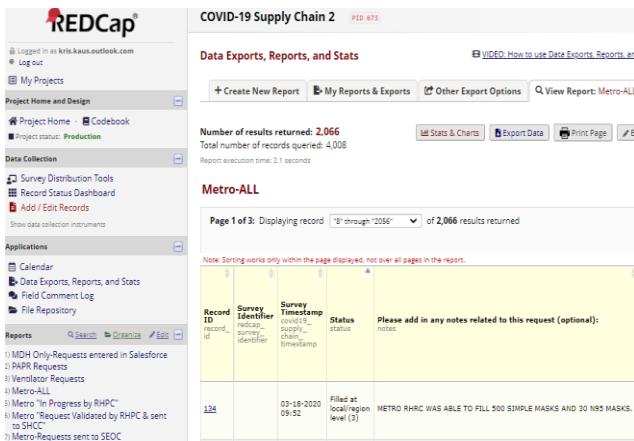 REDCap®
Logged in as kris.kaus.outlook.com
Log out
My Projects
Project Home and Design
Project Home · Codebook
Project status: Production
Data Collection
Survey Distribution Tools
Record Status Dashboard
Add / Edit Records
Show data collection instruments
Applications
Calendar
Data Exports, Reports, and Stats
Field Comment Log
File Repository
Reports Search Organize Edit
1) MDH Only-Requests entered in Salesforce
2) PAPR Requests
3) Ventilator Requests
4) Metro-ALL
5) Metro "In Progress by RHPC"
6) Metro "Request Validated by RHPC & sent
to SHCC"
7) Metro-Requests sent to SEOC
COVID-19 Supply Chain 2 PID 673
Data Exports, Reports, and Stats
VIDEO: How to use Data Exports, Reports, an
+ Create New Report
My Reports & Exports
Other Export Options
View Report: Metro-ALL
Number of results returned: 2,066
Total number of records queried: 4,008
Report execution time: 2.1 seconds
Stats & Charts
Export Data
Print Page
E
Metro-ALL
Page 1 of 3: Displaying record "8" through "2056" of 2,066 results returned
Note: Sorting works only within the page displayed, not over all pages in the report.
Record
ID
record_
id
Survey
Identifier
redcap_
survey_
identifier
Survey
Timestamp
covid19_
supply_
chain_
timestamp
Status
status
Please add in any notes related to this request (optional):
notes
134
03-18-2020
09:52
Filled at
local/region
level (3)
METRO RHRC WAS ABLE TO FILL 500 SIMPLE MASKS AND 30 N95 MASKS.